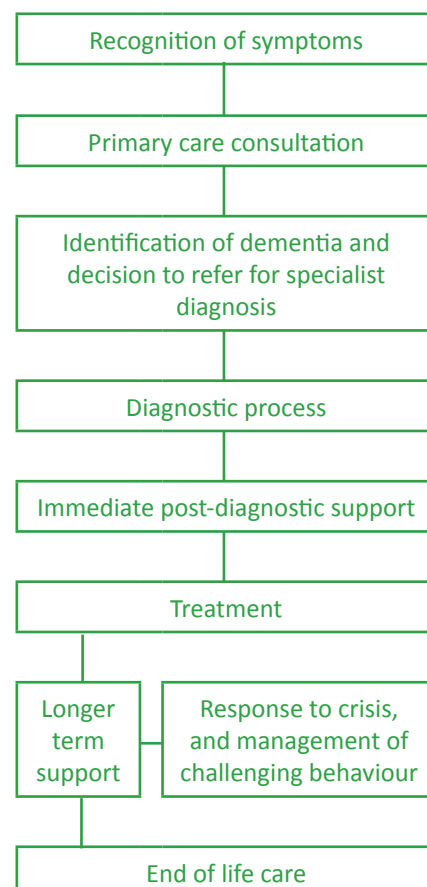 Recognition of symptoms
Primary care consultation
Identification of dementia and
decision to refer for specialist
diagnosis
Diagnostic process
Immediate post-diagnostic support
Treatment
Longer
term
support
Response to crisis,
and management of
challenging behaviour
End of life care